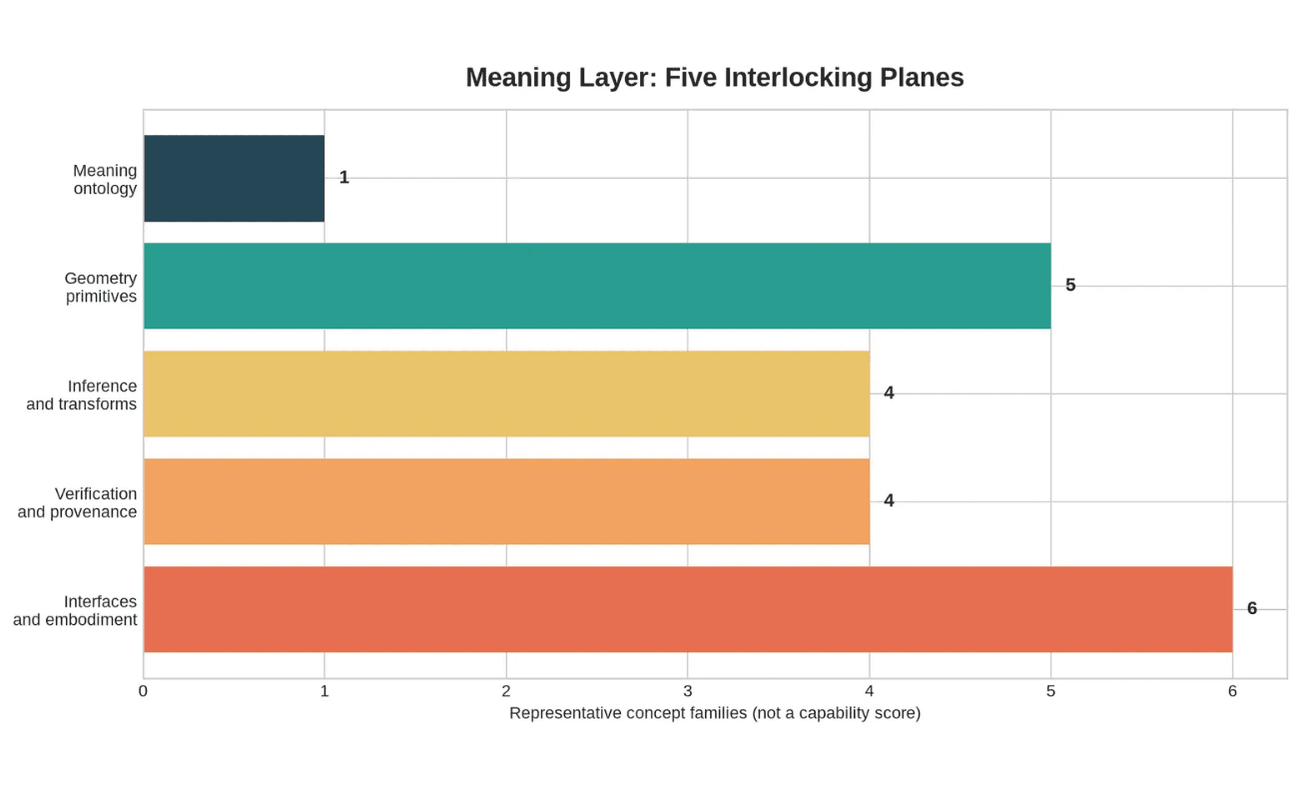 Meaning Layer: Five Interlocking Planes
Meaning
ontology
1
Geometry
primitives
5
Inference
and transforms
4
Verification
and provenance
4
Interfaces
and embodiment
6
0 1 2 3 4 5 6
Representative concept families (not a capability score)